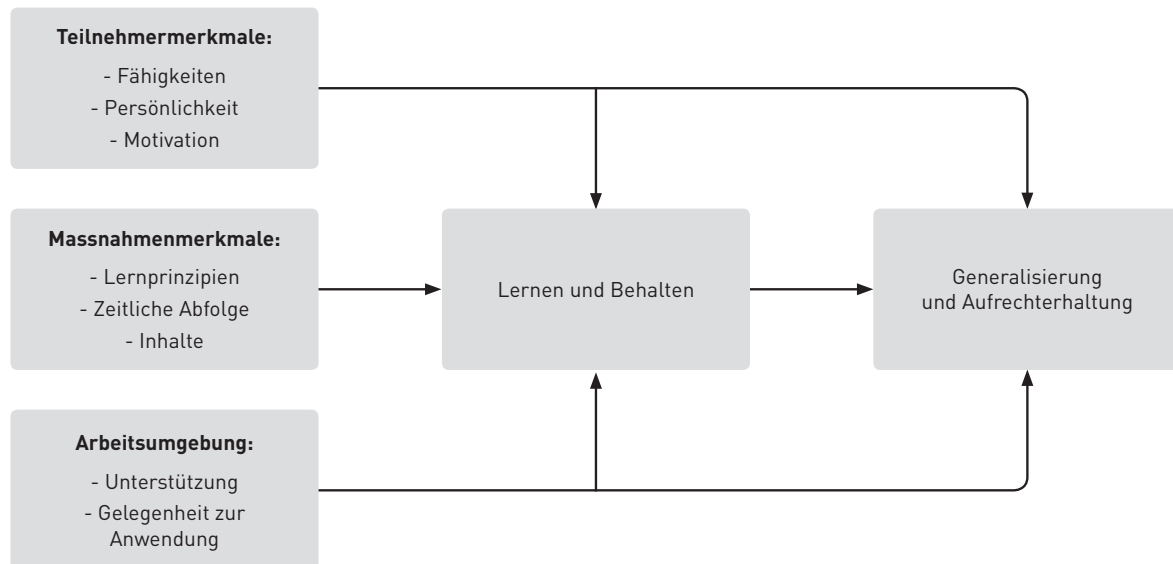 Teilnehmermerkmale:
- Fähigkeiten
- Persönlichkeit
- Motivation
Massnahmenmerkmale:
- Lernprinzipien
- Zeitliche Abfolge
- Inhalte
Lernen und Behalten
Generalisierung
und Aufrechterhaltung
Arbeitsumgebung:
- Unterstützung
- Gelegenheit zur
Anwendung